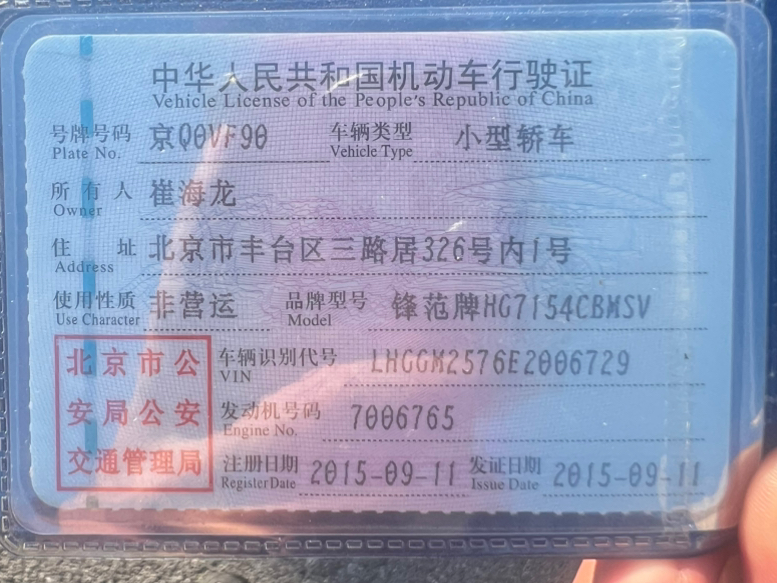 中华人民共和国机动车行驶证
Vehicle License of the People's Republic of China
号牌号码 京Q0VF90 车辆类型 小型轿车
Plate No. Vehicle Type
所有人 崔海龙
Owner
住址 北京市丰台区三路居326号内1号
Address
使用性质 非营运 品牌型号 锋范牌HG7154CBMSV
Use Character Model
北京市公 车辆识别代号 LHGGM2576E2006729
VIN
安局公安 发动机号码 7006765
Engine No.
交通管理局 注册日期 2015-09-11 发证日期 2015-09-11
Register Date Issue Date